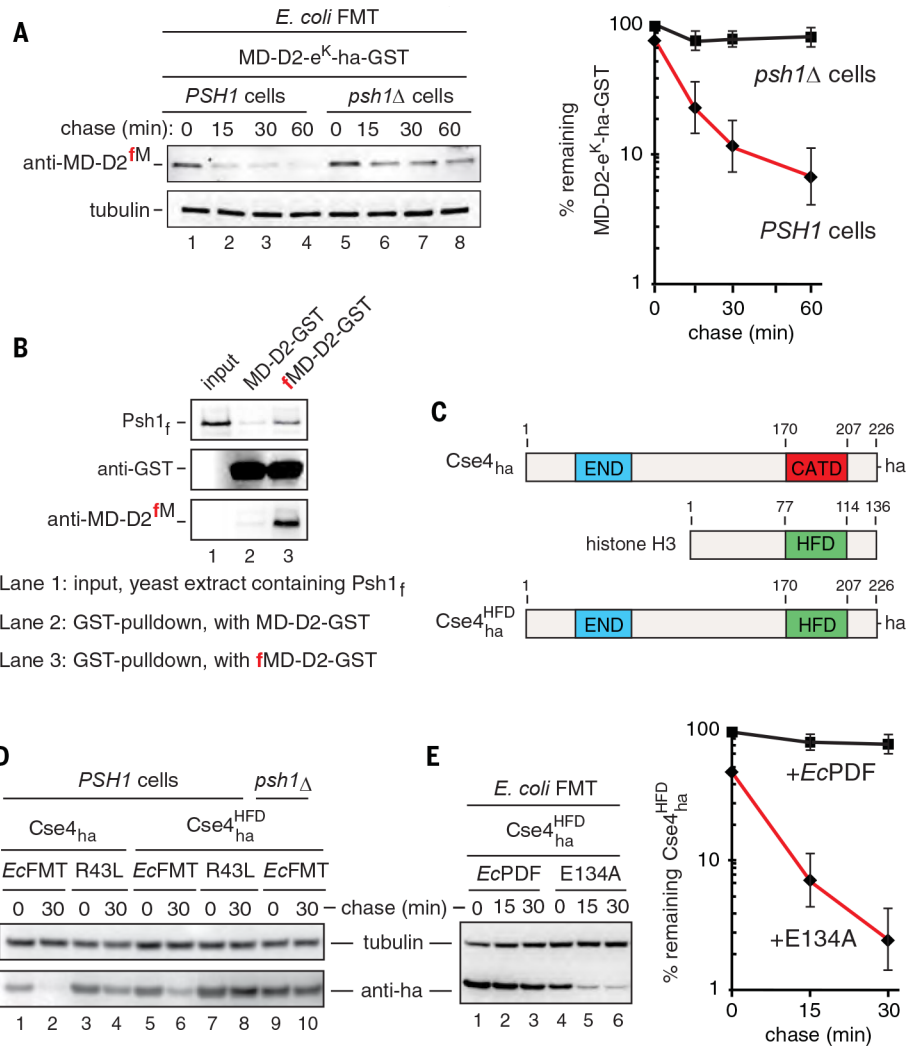 A
E. coli FMT
MD-D2-eK-ha-GST
PSH1 cells psh1Δ cells
chase (min): 0 15 30 60 0 15 30 60
anti-MD-D2fM
tubulin
1 2 3 4 5 6 7 8
% remaining
MD-D2-eK-ha-GST
100
10
1
psh1Δ cells
PSH1 cells
0 30 60
chase (min)
B
input MD-D2-GST fMD-D2-GST
Psh1f
anti-GST
anti-MD-D2fM
1 2 3
Lane 1: input, yeast extract containing Psh1f
Lane 2: GST-pulldown, with MD-D2-GST
Lane 3: GST-pulldown, with fMD-D2-GST
C
1 170 207 226
Cse4ha END CATD ha
1 77 114 136
histone H3 HFD
1 170 207 226
Cse4HFDha END HFD ha
D
PSH1 cells psh1Δ
Cse4ha Cse4HFDha
EcFMT R43L EcFMT R43L EcFMT
0 30 0 30 0 30 0 30 0 30 chase (min)
tubulin
anti-ha
1 2 3 4 5 6 7 8 9 10
E
E. coli FMT
Cse4HFDha
EcPDF E134A
0 15 30 0 15 30
1 2 3 4 5 6
% remaining Cse4HFDha
100
10
1
+EcPDF
+E134A
0 15 30
chase (min)